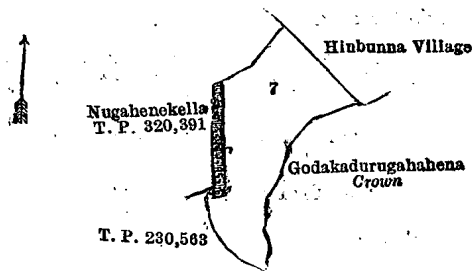 Hinbunna Village
7
Nugahenekella
T. P. 320,391
Godakadurugahahena
Crown
T. P. 230,563